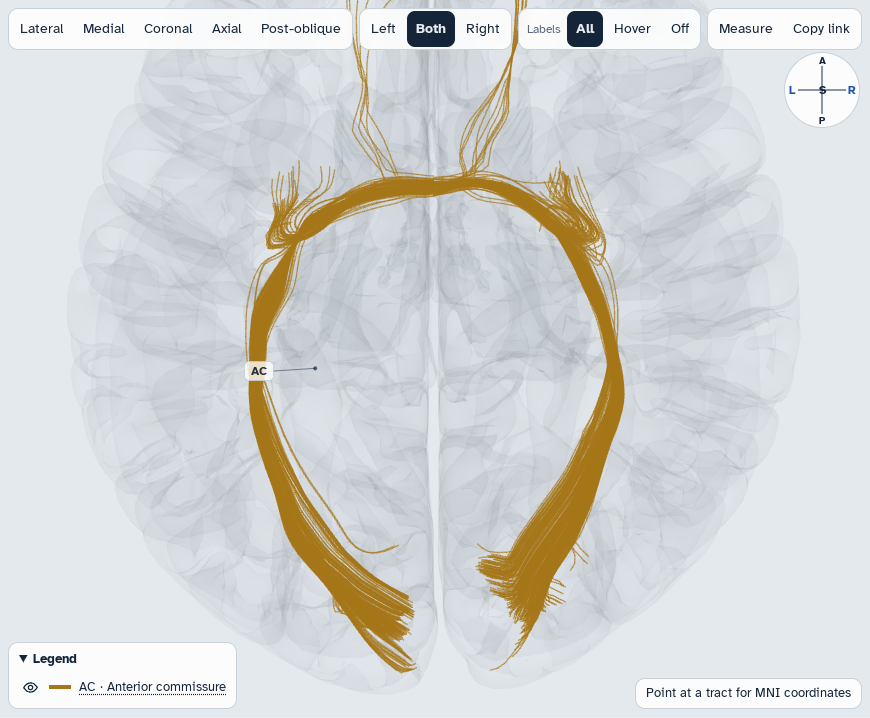 Lateral Medial Coronal Axial Post-oblique Left Both Right Labels All Hover Off Measure Copy link
A
L S R
P
AC
▼ Legend
AC · Anterior commissure
Point at a tract for MNI coordinates